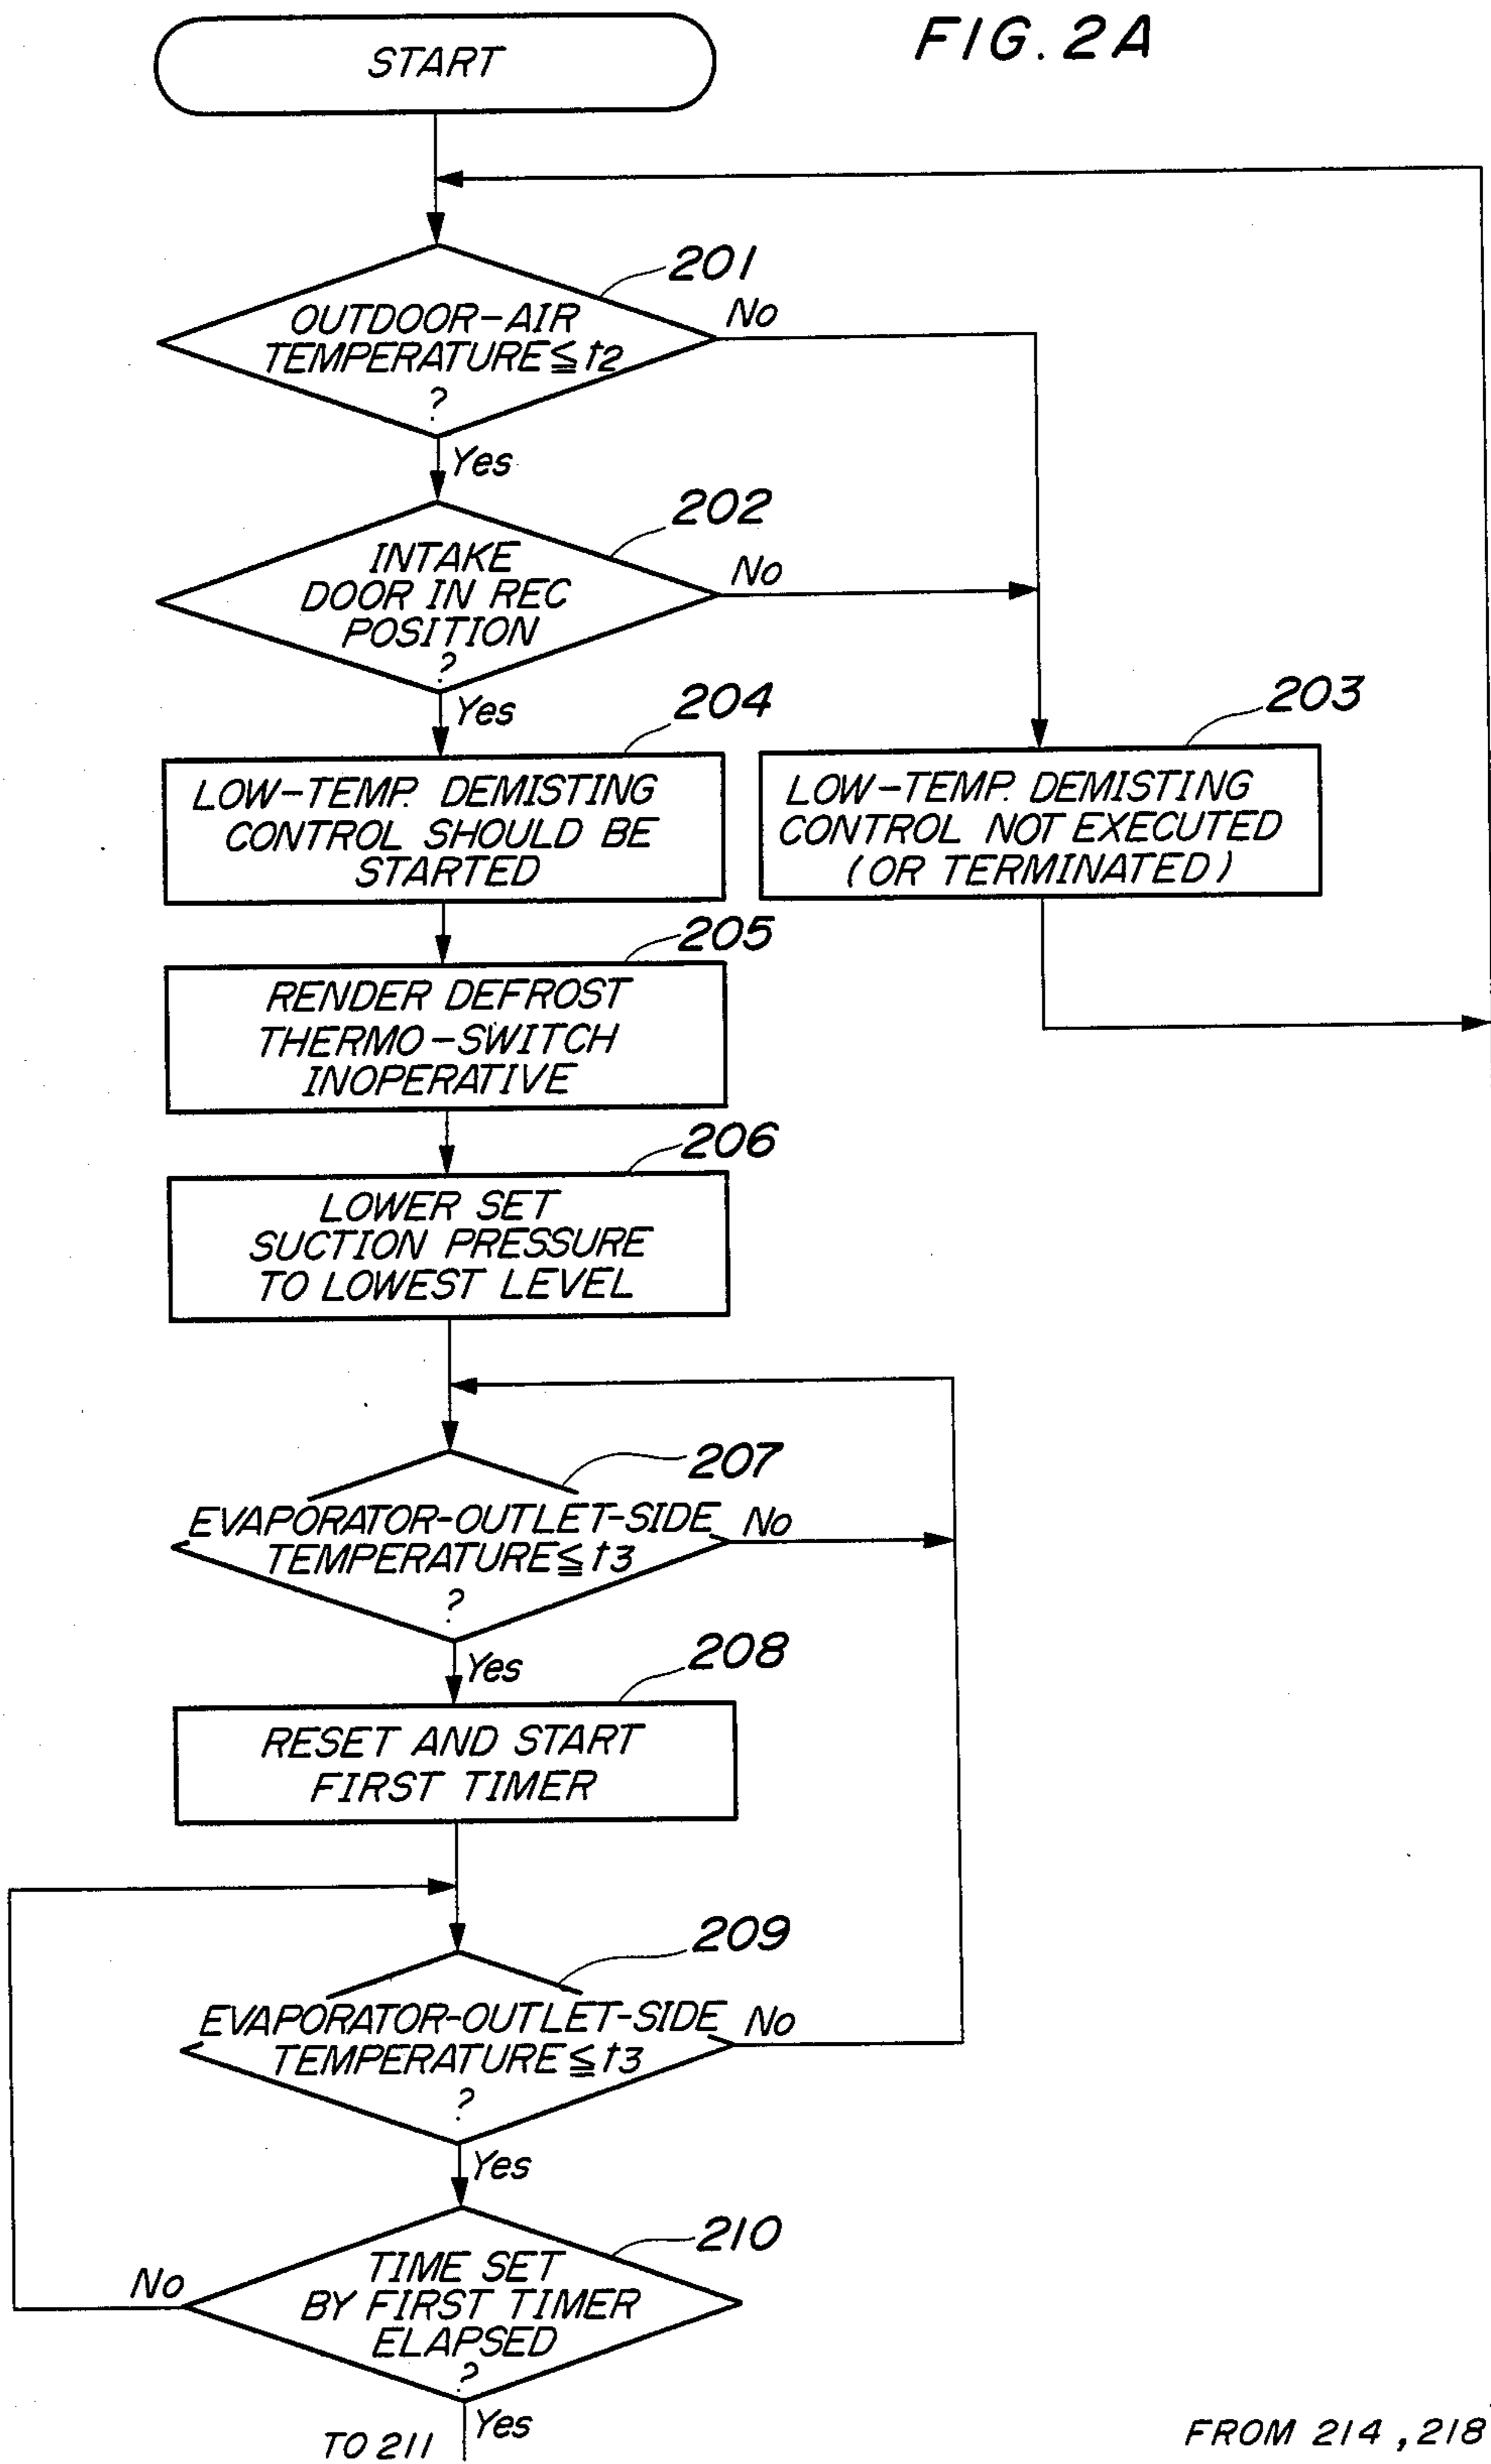 FIG. 2A
START
201
OUTDOOR-AIR
TEMPERATURE≦t2
?
No
Yes
202
INTAKE
DOOR IN REC
POSITION
?
No
Yes
204
LOW-TEMP. DEMISTING
CONTROL SHOULD BE
STARTED
203
LOW-TEMP. DEMISTING
CONTROL NOT EXECUTED
(OR TERMINATED)
205
RENDER DEFROST
THERMO-SWITCH
INOPERATIVE
206
LOWER SET
SUCTION PRESSURE
TO LOWEST LEVEL
207
EVAPORATOR-OUTLET-SIDE
TEMPERATURE≦t3
?
No
Yes
208
RESET AND START
FIRST TIMER
209
EVAPORATOR-OUTLET-SIDE
TEMPERATURE≦t3
?
No
Yes
210
TIME SET
BY FIRST TIMER
ELAPSED
?
No
Yes
TO 211
FROM 214, 218